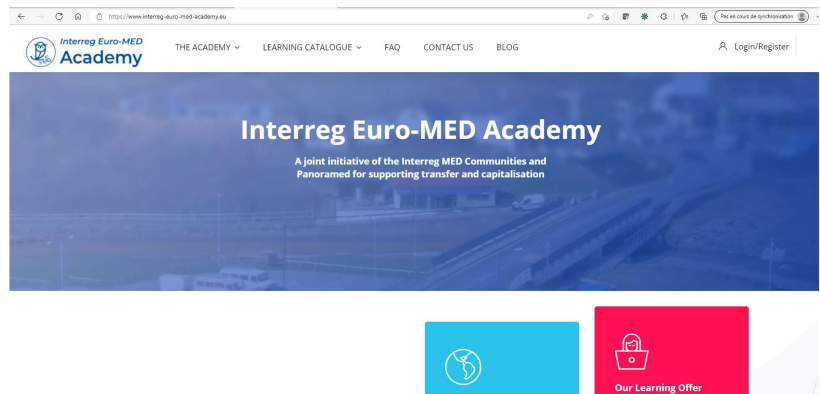 https://www.interreg-euro-med-academy.eu
Pas en cours de synchronisation
Interreg Euro-MED
Academy
THE ACADEMY
LEARNING CATALOGUE
FAQ
CONTACT US
BLOG
Login/Register
Interreg Euro-MED Academy
A joint initiative of the Interreg MED Communities and
Panoramed for supporting transfer and capitalisation
Our Learning Offer